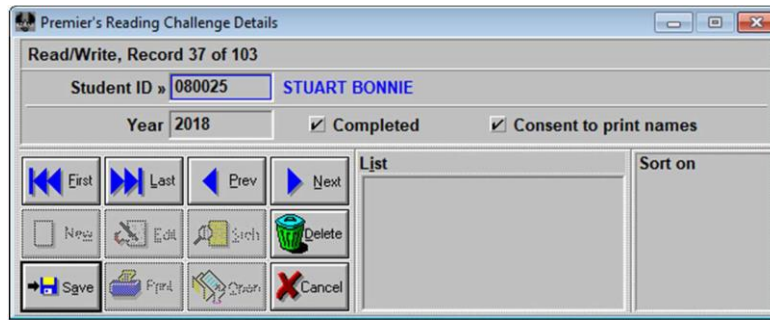 Premier's Reading Challenge Details
Read/Write, Record 37 of 103
Student ID » 080025 STUART BONNIE
Year 2018 Completed Consent to print names
First Last Prev Next List Sort on
New Edit Srch Delete
Save Print Open Cancel